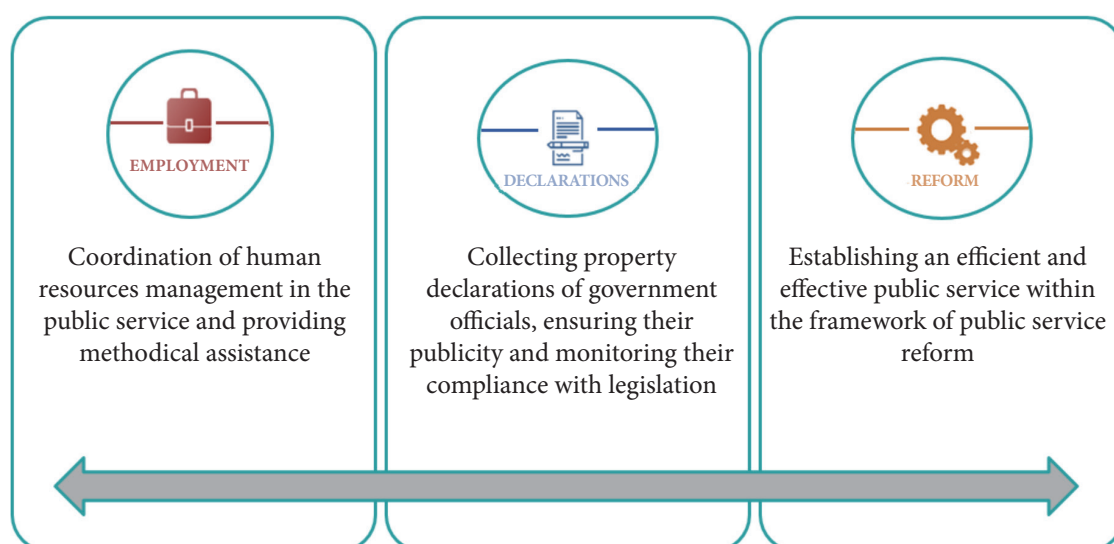 EMPLOYMENT
Coordination of human
resources management in the
public service and providing
methodical assistance
DECLARATIONS
Collecting property
declarations of government
officials, ensuring their
publicity and monitoring their
compliance with legislation
REFORM
Establishing an efficient and
effective public service within
the framework of public service
reform